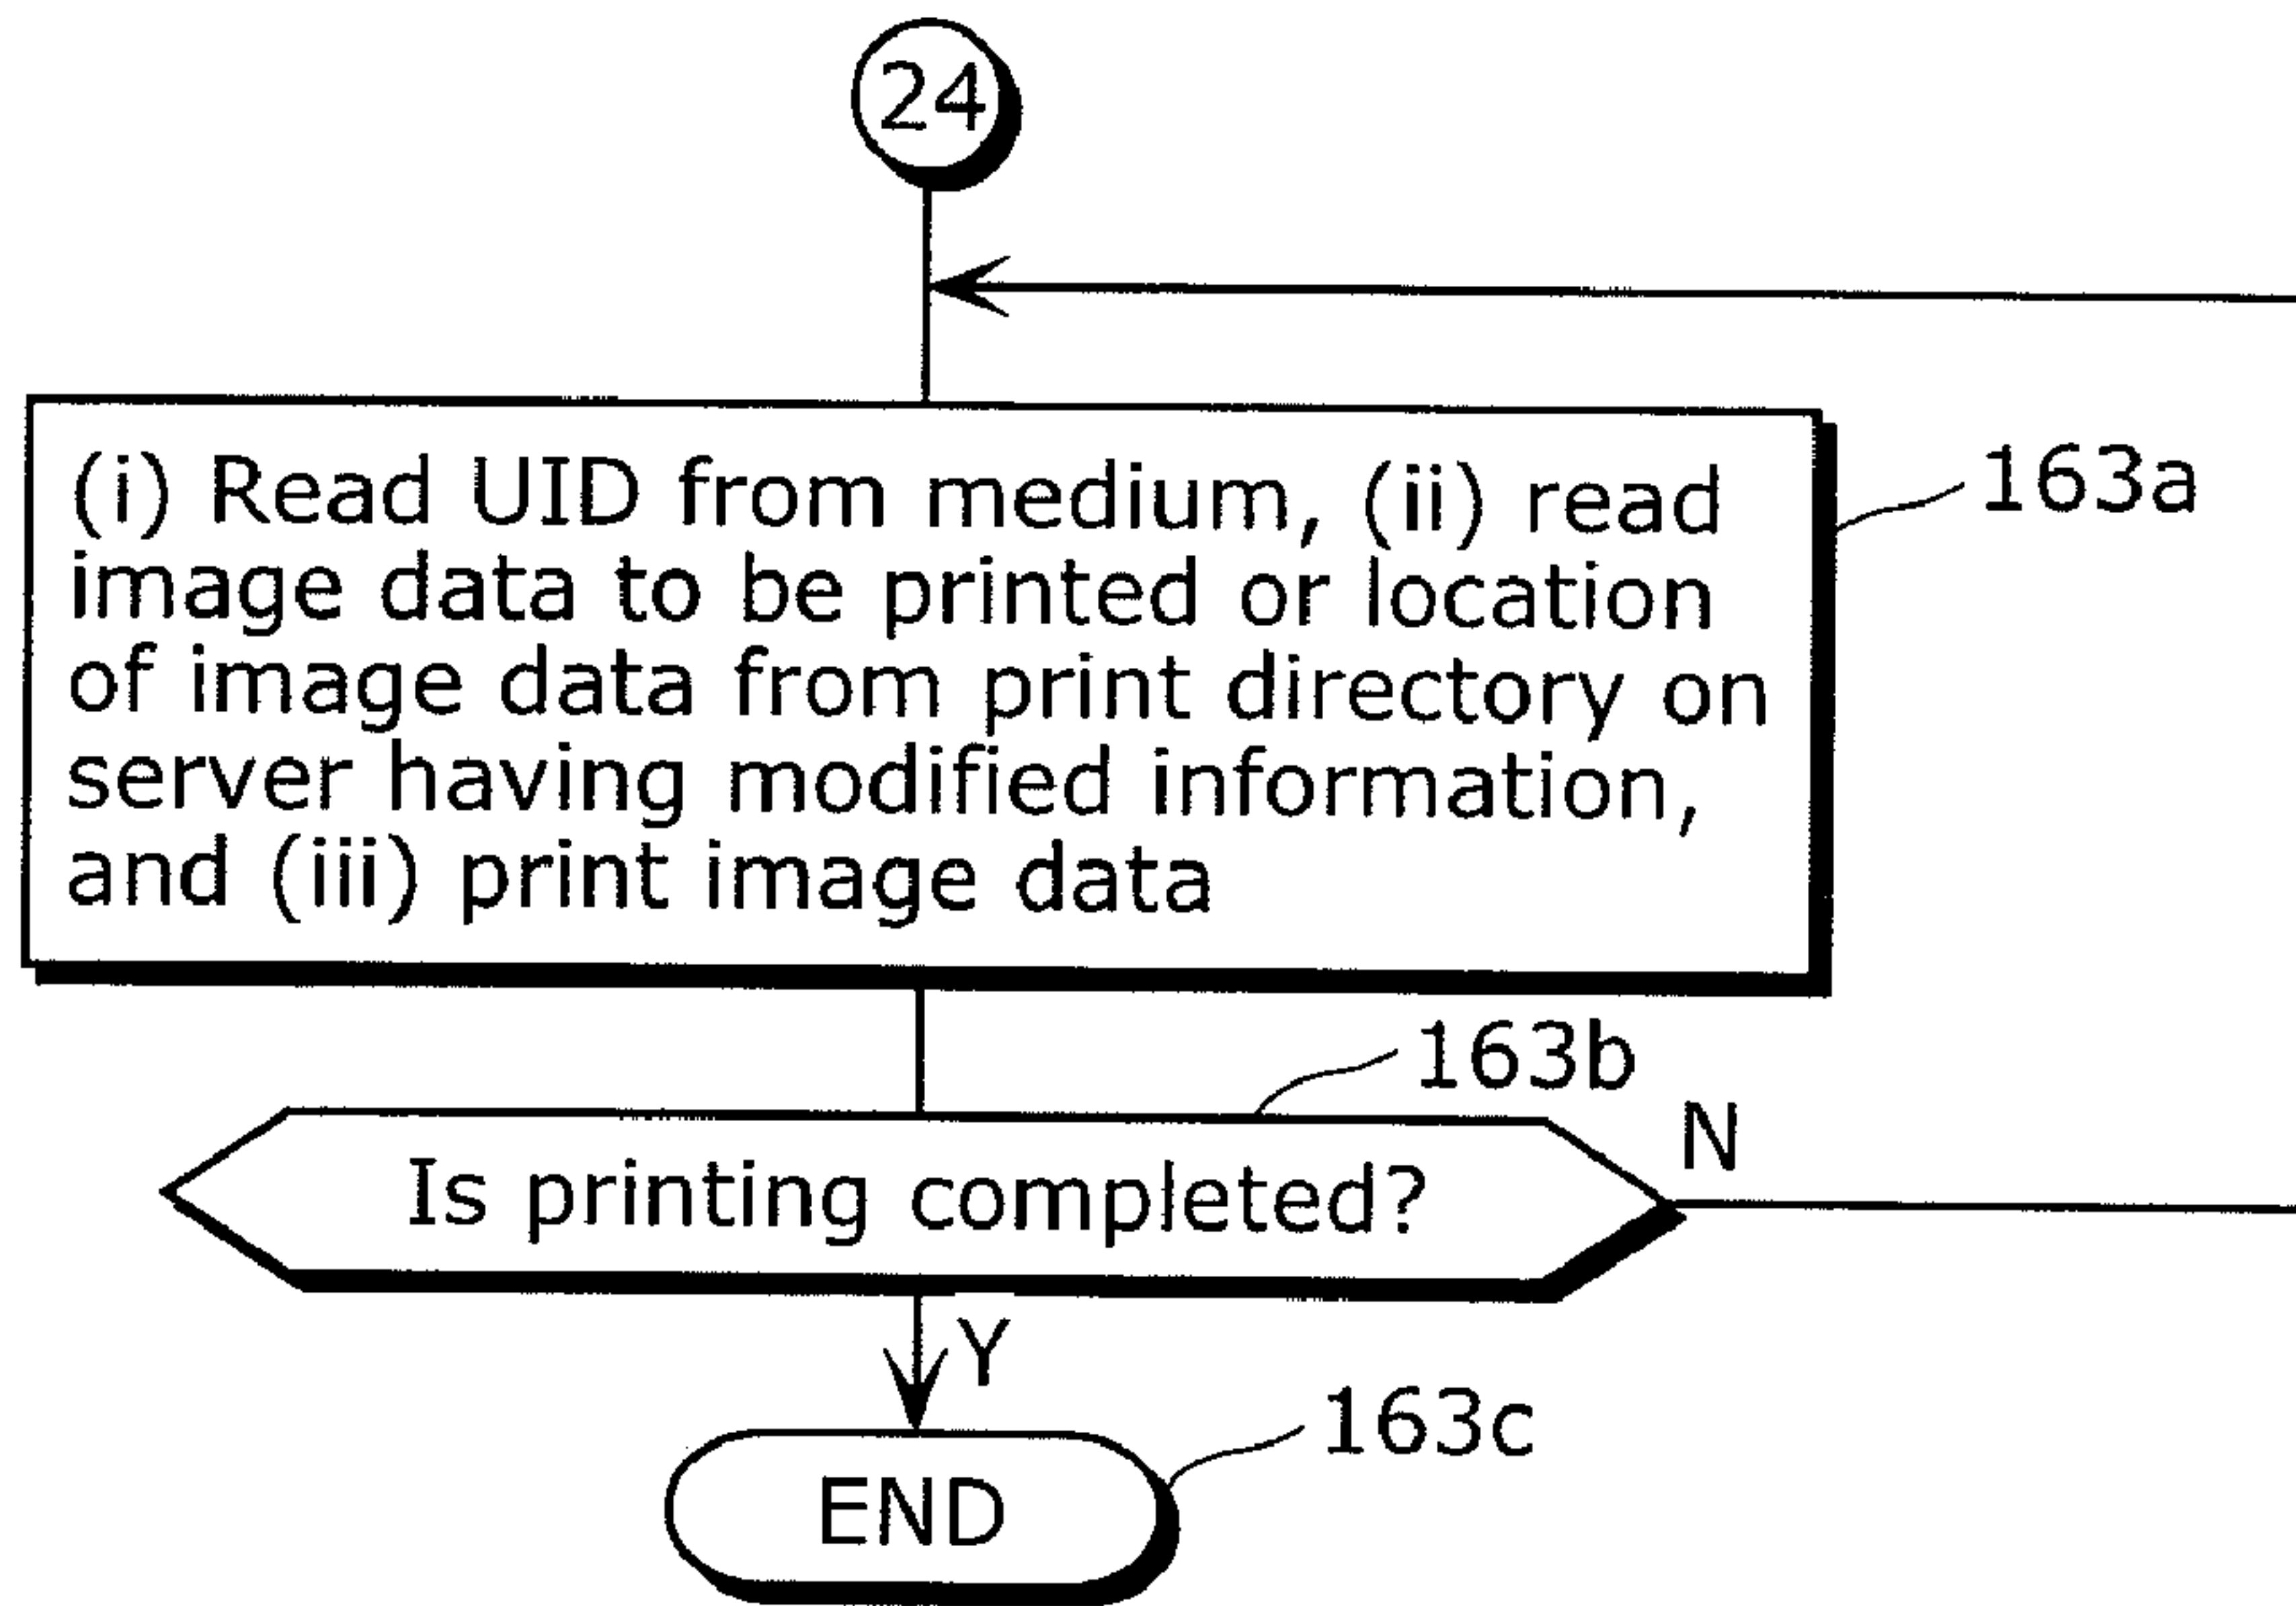 24
(i) Read UID from medium, (ii) read
image data to be printed or location
of image data from print directory on
server having modified information,
and (iii) print image data
163a
163b
Is printing completed?
N
Y
163c
END